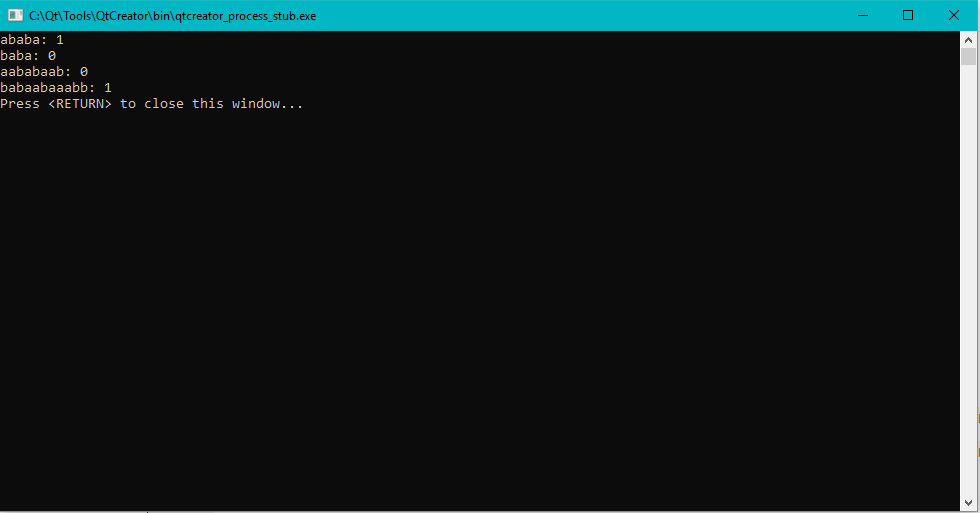 C:\Qt\Tools\QtCreator\bin\qtcreator_process_stub.exe
ababa: 1
baba: 0
aababaab: 0
babaabaaabb: 1
Press <RETURN> to close this window...